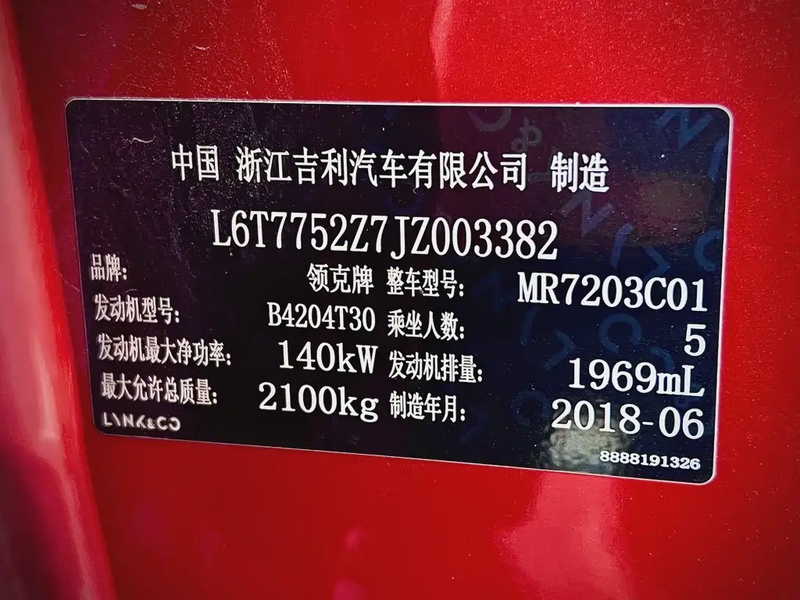 中国 浙江吉利汽车有限公司 制造
L6T7752Z7JZ003382
品牌: 领克牌 整车型号: MR7203C01
发动机型号: B4204T30 乘坐人数: 5
发动机最大净功率: 140kW 发动机排量: 1969mL
最大允许总质量: 2100kg 制造年月: 2018-06
LYNK&CO 8888191326